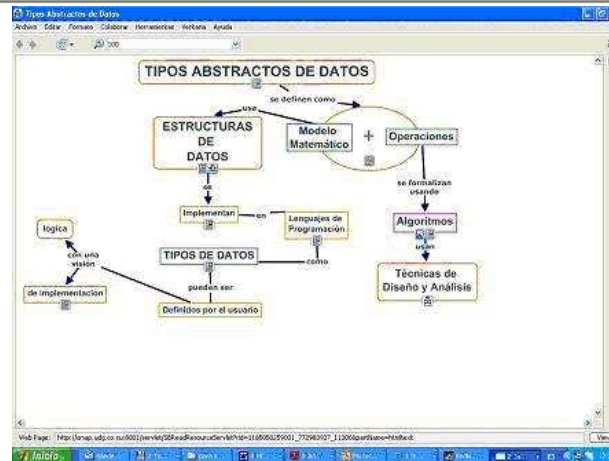 Tipos Abstractos de Datos
Archivo Editar Formato Colaborar Herramientas Ventana Ayuda
100
TIPOS ABSTRACTOS DE DATOS
se definen como
usa
ESTRUCTURAS
DE
DATOS
Modelo
Matemático
+
Operaciones
se
se formalizan
usando
Implementan
en
Lenguajes de
Programación
Algoritmos
logica
usan
con una
visión
TIPOS DE DATOS
como
Técnicas de
Diseño y Análisis
pueden ser
de Implementacion
Definidos por el usuario
Web Page:
Inicio